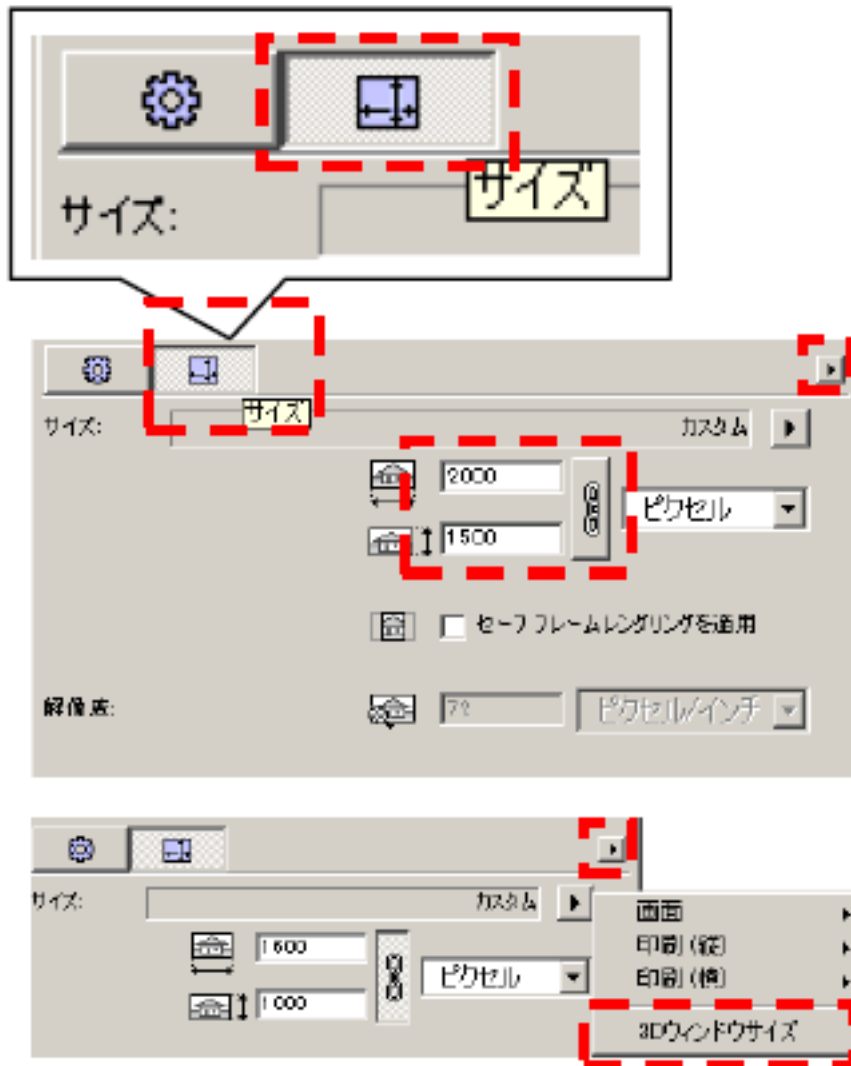 サイズ:
サイズ
サイズ
サイズ: カスタム
2000
1500
ピクセル
セーフフレームレンダリングを適用
解像度: 72 ピクセル/インチ
サイズ: カスタム
1600
1000
ピクセル
画面
印刷(縦)
印刷(横)
3Dウィンドウサイズ